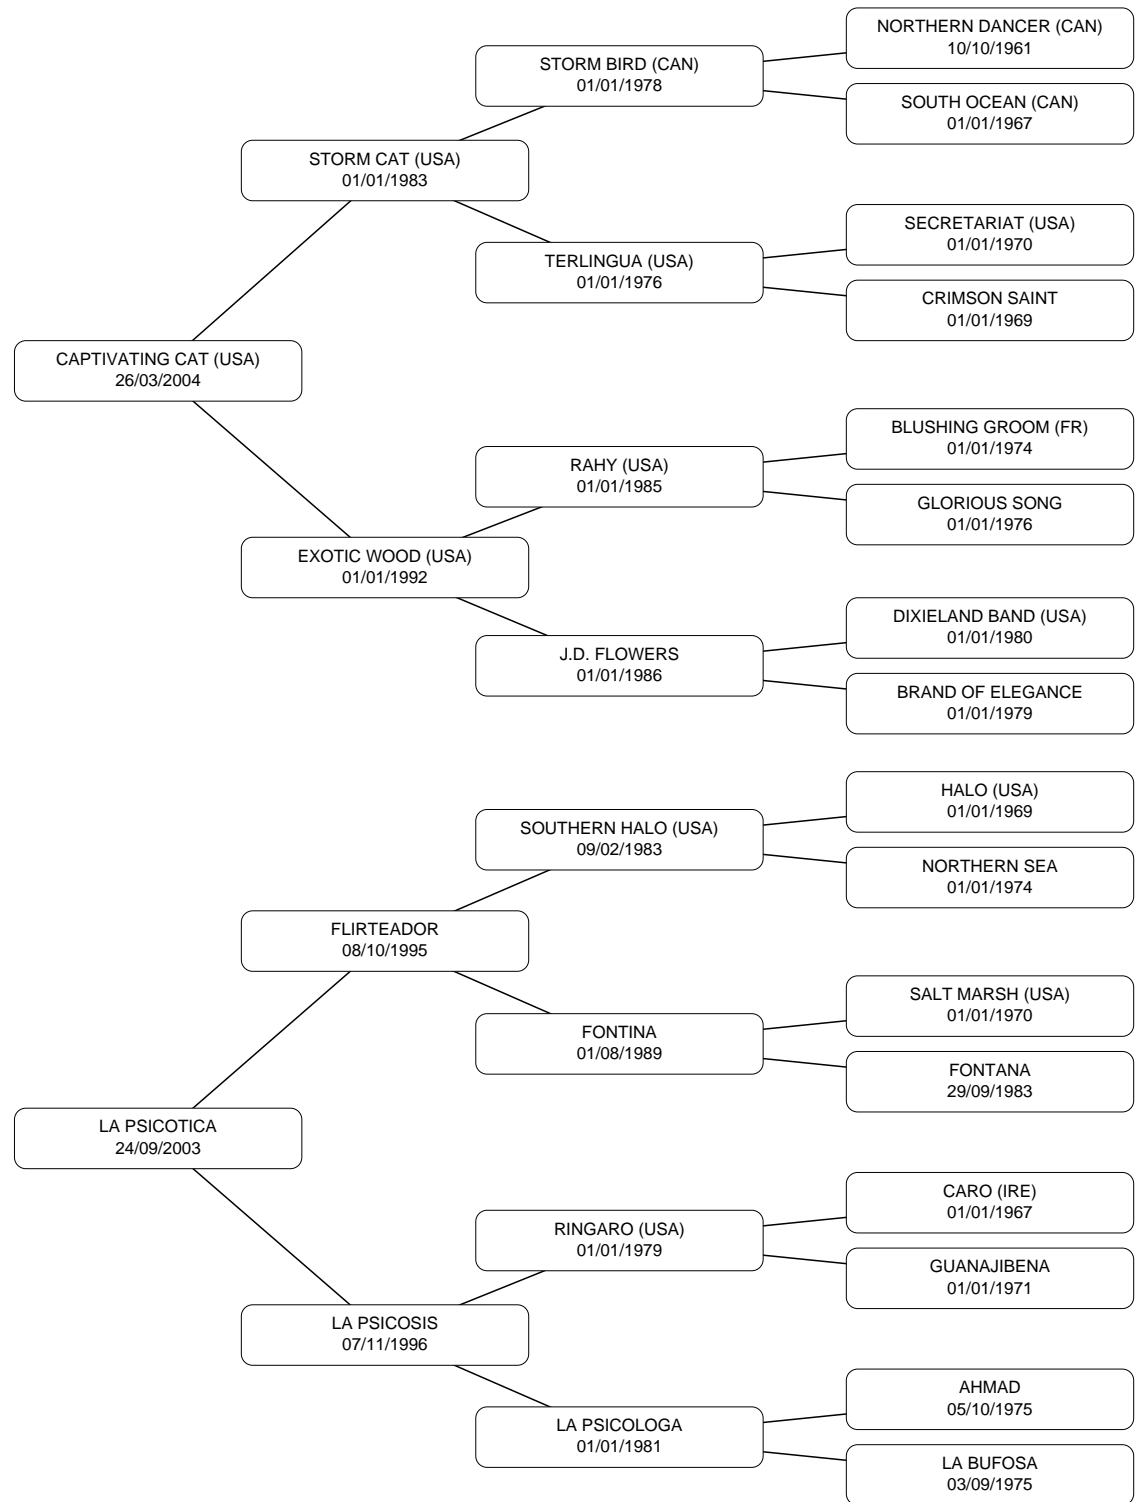 NORTHERN DANCER (CAN)
10/10/1961
STORM BIRD (CAN)
01/01/1978
SOUTH OCEAN (CAN)
01/01/1967
STORM CAT (USA)
01/01/1983
SECRETARIAT (USA)
01/01/1970
TERLINGUA (USA)
01/01/1976
CRIMSON SAINT
01/01/1969
CAPTIVATING CAT (USA)
26/03/2004
BLUSHING GROOM (FR)
01/01/1974
RAHY (USA)
01/01/1985
GLORIOUS SONG
01/01/1976
EXOTIC WOOD (USA)
01/01/1992
DIXIELAND BAND (USA)
01/01/1980
J.D. FLOWERS
01/01/1986
BRAND OF ELEGANCE
01/01/1979
HALO (USA)
01/01/1969
SOUTHERN HALO (USA)
09/02/1983
NORTHERN SEA
01/01/1974
FLIRTEADOR
08/10/1995
SALT MARSH (USA)
01/01/1970
FONTINA
01/08/1989
FONTANA
29/09/1983
LA PSICOTICA
24/09/2003
CARO (IRE)
01/01/1967
RINGARO (USA)
01/01/1979
GUANAJIBENA
01/01/1971
LA PSICOSIS
07/11/1996
AHMAD
05/10/1975
LA PSICOLOGA
01/01/1981
LA BUFOSA
03/09/1975